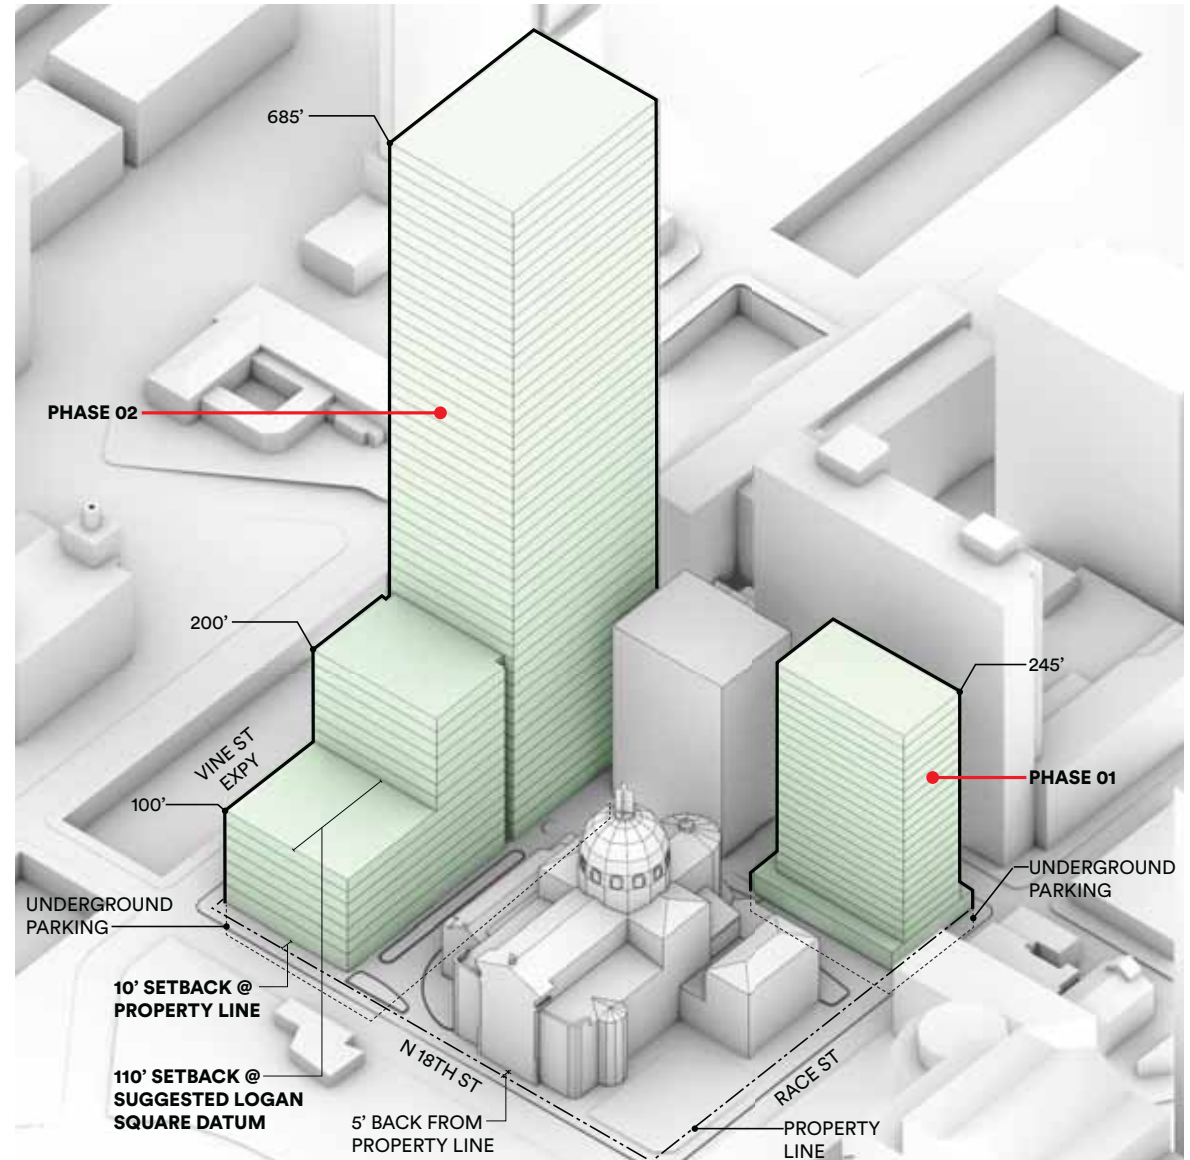 685’
PHASE 02
200’
245’
VINE ST
EXPY
PHASE 01
100’
UNDERGROUND
PARKING
UNDERGROUND
PARKING
10’ SETBACK @
PROPERTY LINE
N 18TH ST
RACE ST
110’ SETBACK @
SUGGESTED LOGAN
SQUARE DATUM
5’ BACK FROM
PROPERTY LINE
PROPERTY
LINE